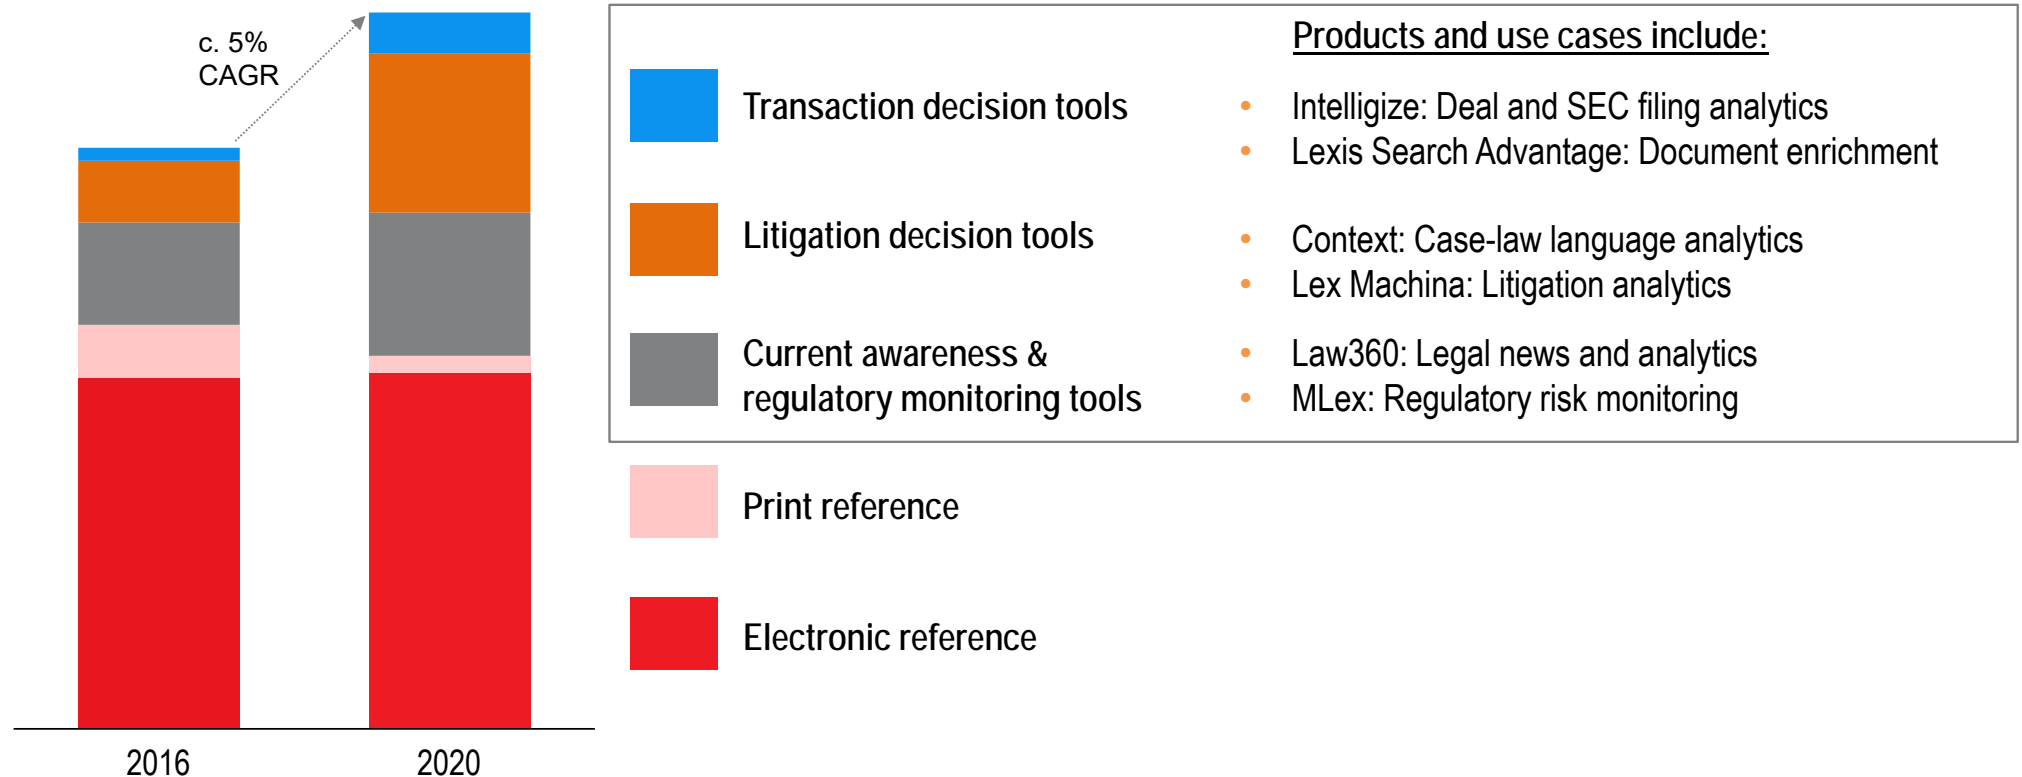 c. 5%
CAGR
2016
2020
Products and use cases include:
Transaction decision tools
• Intelligize: Deal and SEC filing analytics
• Lexis Search Advantage: Document enrichment
Litigation decision tools
• Context: Case-law language analytics
• Lex Machina: Litigation analytics
Current awareness &
regulatory monitoring tools
• Law360: Legal news and analytics
• MLex: Regulatory risk monitoring
Print reference
Electronic reference